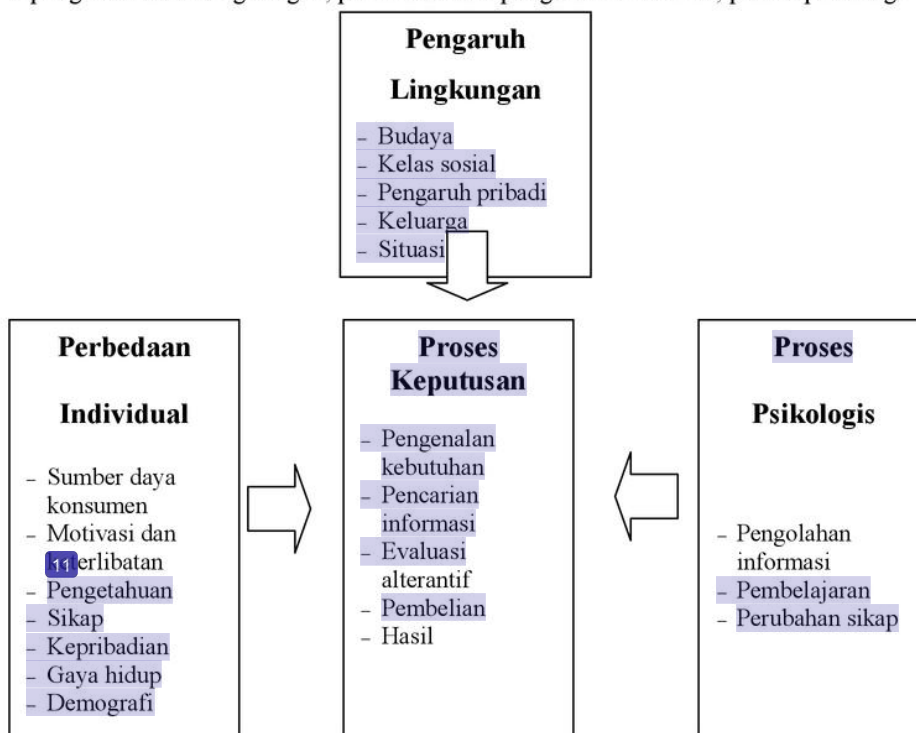 Pengaruh
Lingkungan
– Budaya
– Kelas sosial
– Pengaruh pribadi
– Keluarga
– Situasi
Perbedaan
Individual
– Sumber daya
konsumen
– Motivasi dan
11 terlibatan
– Pengetahuan
– Sikap
– Kepribadian
– Gaya hidup
– Demografi
Proses
Keputusan
– Pengenalan
kebutuhan
– Pencarian
informasi
– Evaluasi
alterantif
– Pembelian
– Hasil
Proses
Psikologis
– Pengolahan
informasi
– Pembelajaran
– Perubahan sikap